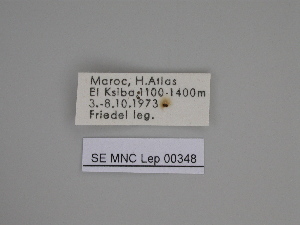 Maroc, H.Atlas
El Ksiba,1100-1400m
3.-8.10.1973
Friedel leg.
SE MNC Lep 00348